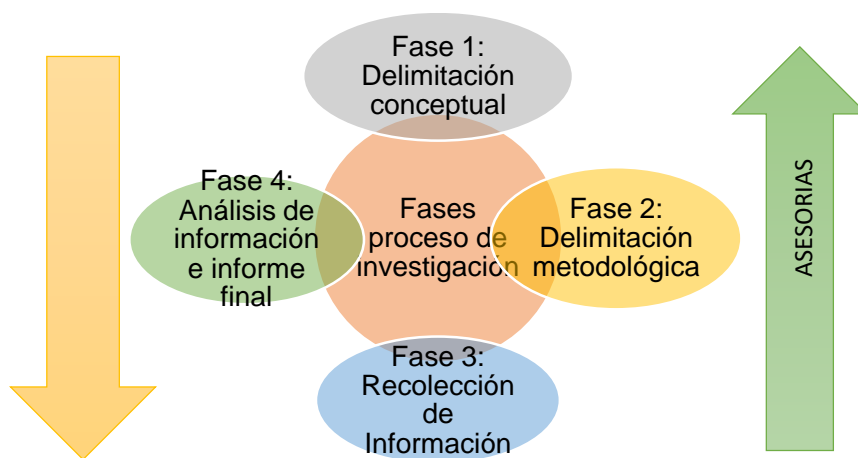 Fase 1:
Delimitación
conceptual
Fase 4:
Análisis de
información
e informe
final
Fases
proceso de
investigación
Fase 2:
Delimitación
metodológica
Fase 3:
Recolección
de
Información
ASESORIAS